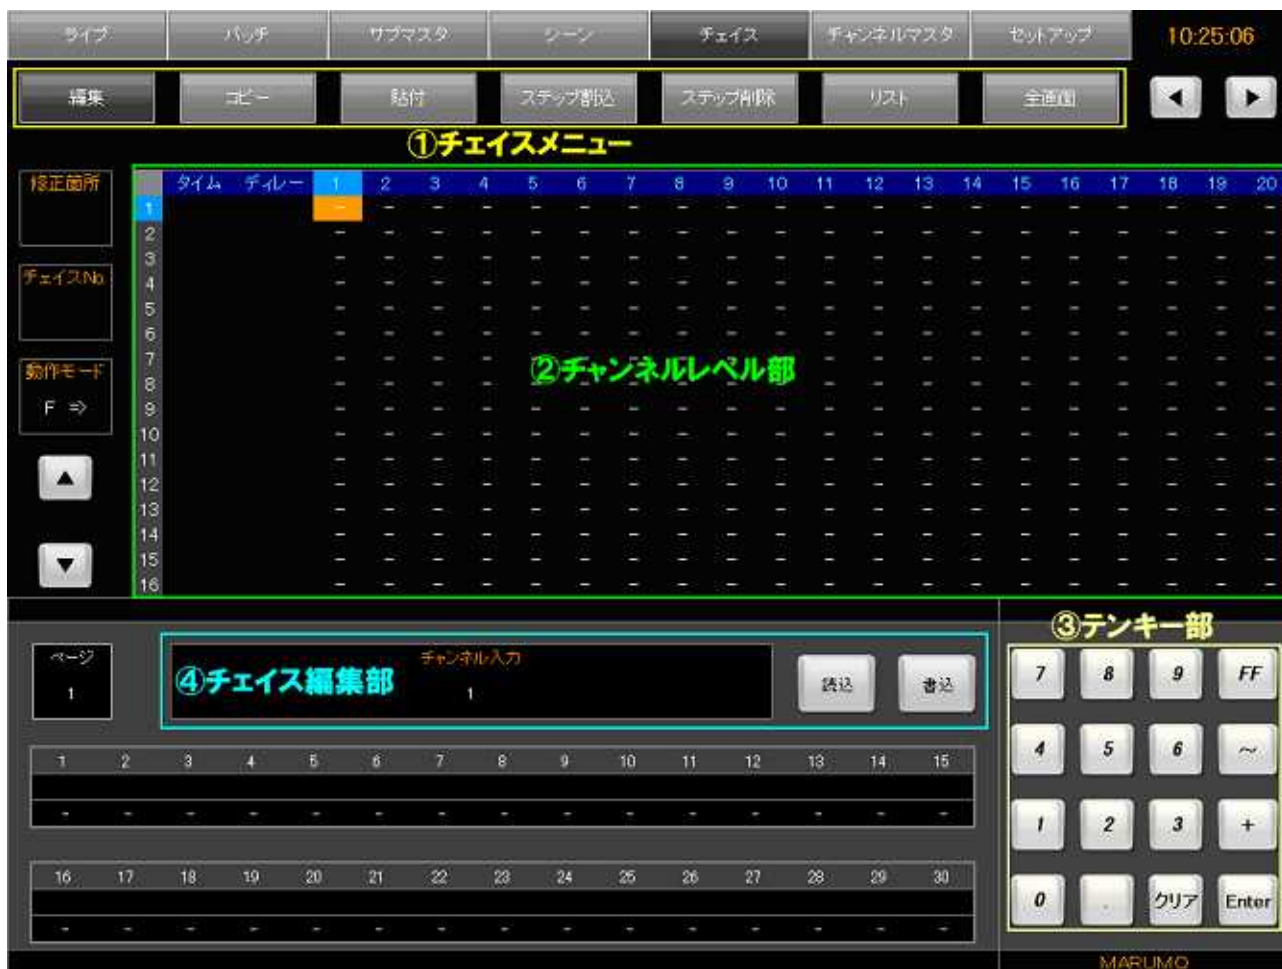 ライブ パッチ サブマスタ シーン チェイス チャンネルマスタ セットアップ 10:25:06
編集 コピー 貼付 ステップ割込 ステップ削除 リスト 全画面 ◀ ▶
①チェイスメニュー
修正箇所 タイム ディレー 1 2 3 4 5 6 7 8 9 10 11 12 13 14 15 16 17 18 19 20
1 - - - - - - - - - - - - - - - - - - - -
2 - - - - - - - - - - - - - - - - - - - -
3 - - - - - - - - - - - - - - - - - - - -
チェイスNo.
4 - - - - - - - - - - - - - - - - - - - -
5 - - - - - - - - - - - - - - - - - - - -
6 - - - - - - - - - - - - - - - - - - - -
7 - - - - - - - - - - - - - - - - - - - -
動作モード
②チャンネルレベル部
8 - - - - - - - - - - - - - - - - - - - -
F ⇒
9 - - - - - - - - - - - - - - - - - - - -
10 - - - - - - - - - - - - - - - - - - - -
11 - - - - - - - - - - - - - - - - - - - -
▲
12 - - - - - - - - - - - - - - - - - - - -
13 - - - - - - - - - - - - - - - - - - - -
14 - - - - - - - - - - - - - - - - - - - -
15 - - - - - - - - - - - - - - - - - - - -
▼
16 - - - - - - - - - - - - - - - - - - - -
③テンキー部
ページ
1
④チェイス編集部
チャンネル入力
1
読込 書込
7 8 9 FF
4 5 6 ～
1 2 3 +
0 . クリア Enter
1 2 3 4 5 6 7 8 9 10 11 12 13 14 15
- - - - - - - - - - - - - - -
16 17 18 19 20 21 22 23 24 25 26 27 28 29 30
- - - - - - - - - - - - - - -
MARUMO